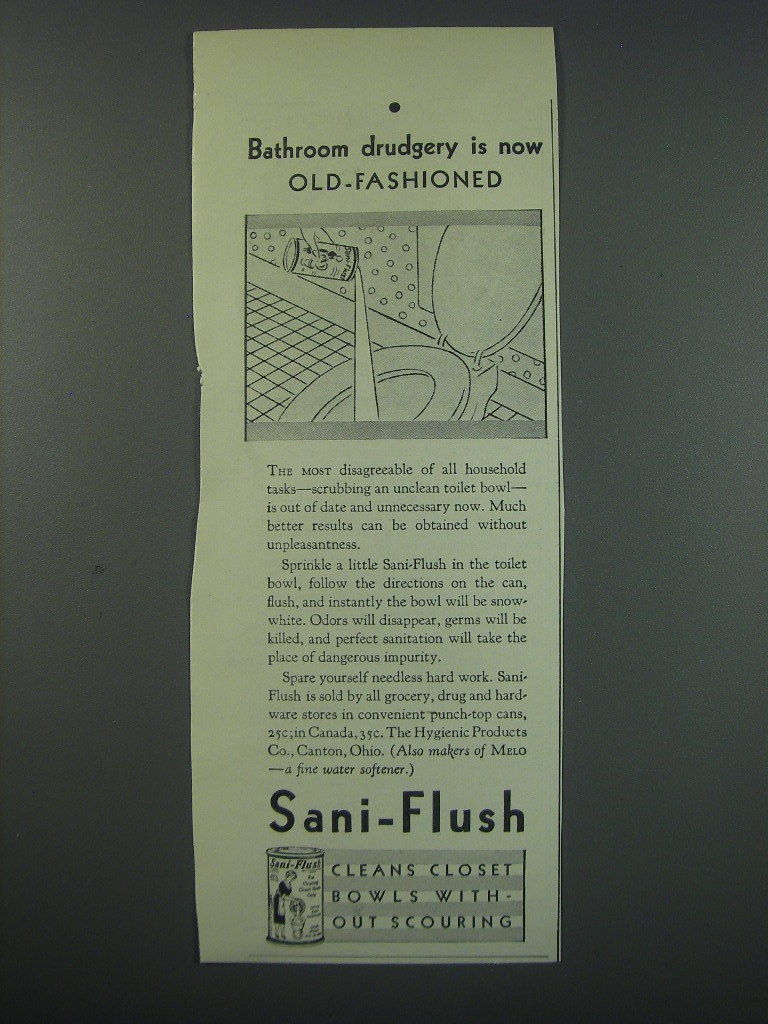 Bathroom drudgery is now
OLD-FASHIONED
Sani-Flush
THE MOST disagreeable of all household
tasks—scrubbing an unclean toilet bowl—
is out of date and unnecessary now. Much
better results can be obtained without
unpleasantness.
Sprinkle a little Sani-Flush in the toilet
bowl, follow the directions on the can,
flush, and instantly the bowl will be snow-
white. Odors will disappear, germs will be
killed, and perfect sanitation will take the
place of dangerous impurity.
Spare yourself needless hard work. Sani-
Flush is sold by all grocery, drug and hard-
ware stores in convenient punch-top cans,
25c; in Canada, 35c. The Hygienic Products
Co., Canton, Ohio. (Also makers of MELO
—a fine water softener.)
Sani-Flush
Sani-Flush
CLEANS CLOSET
BOWLS WITH-
OUT SCOURING